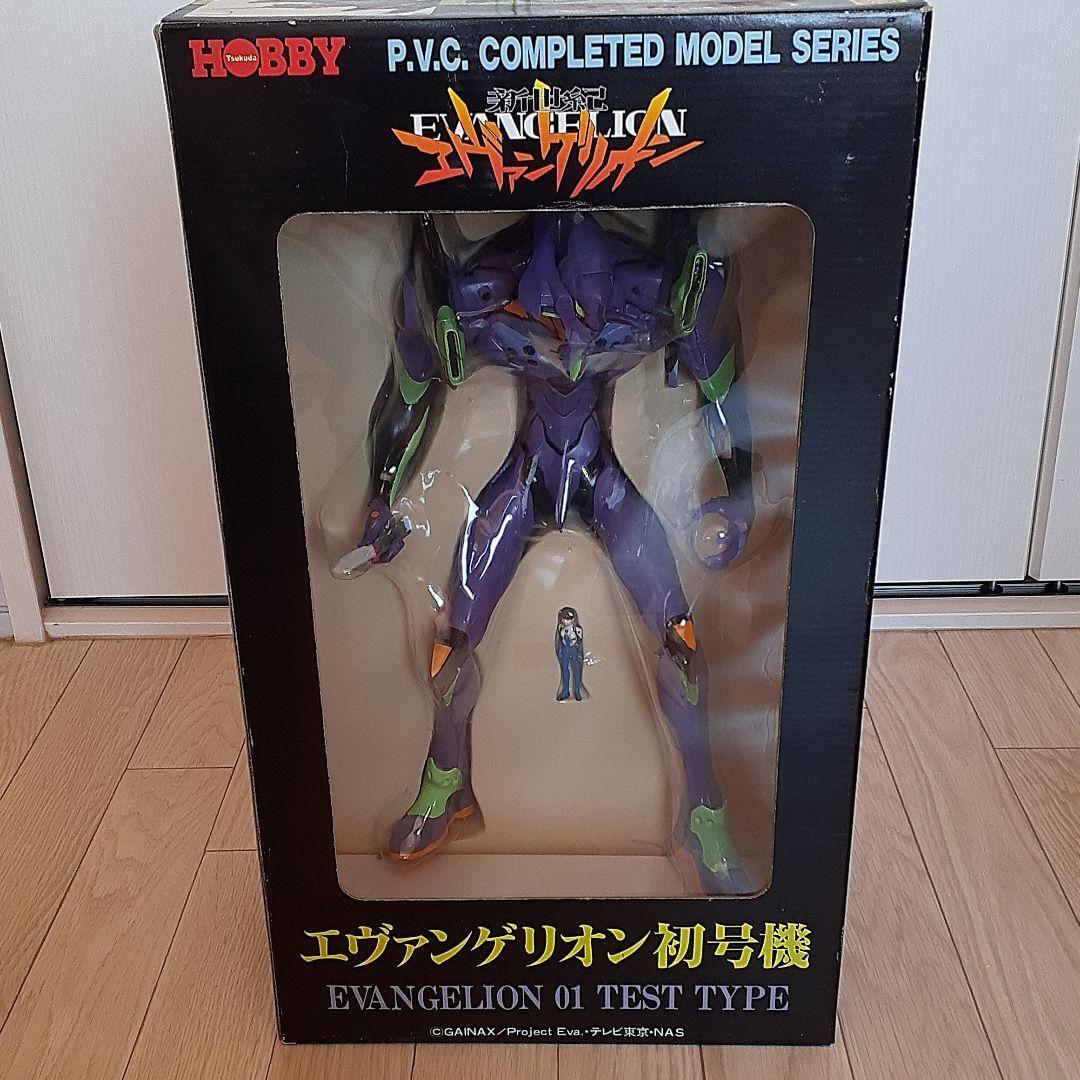 HOBBY
Tsukuda
P.V.C. COMPLETED MODEL SERIES
新世紀
EVANGELION
エヴァンゲリオン
エヴァンゲリオン初号機
EVANGELION 01 TEST TYPE
©GAINAX/Project Eva.・テレビ東京・NAS